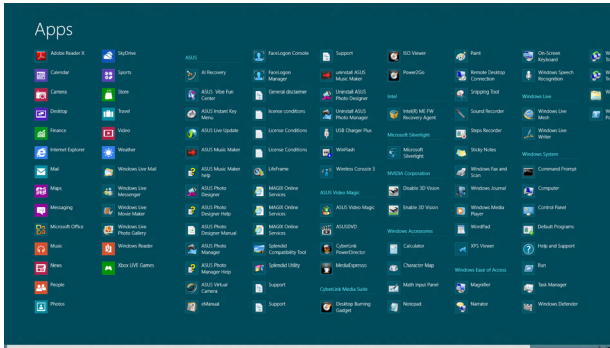 Apps
Adobe Reader X
Calendar
Camera
Desktop
Finance
Internet Explorer
Mail
Maps
Messaging
Microsoft Office
Music
News
People
Photos
SkyDrive
Sports
Store
Travel
Video
Weather
Windows Live Mail
Windows Live
Messenger
Windows Live
Movie Maker
Windows Live
Photo Gallery
Windows Reader
Xbox LIVE Games
ASUS
AI Recovery
ASUS Vibe Fun
Center
ASUS Instant Key
Menu
ASUS Live Update
ASUS Music Maker
ASUS Music Maker
help
ASUS Photo
Designer
ASUS Photo
Designer Help
ASUS Photo
Designer Manual
ASUS Photo
Manager
ASUS Photo
Manager Help
ASUS Virtual
Camera
eManual
FaceLogon Console
FaceLogon
Manager
General disclaimer
license conditions
License Conditions
License Conditions
LifeFrame
MAGIX Online
Services
MAGIX Online
Services
MAGIX Online
Services
Splendid
Compatibility Tool
Splendid Utility
Support
Support
Support
uninstall ASUS
Music Maker
Uninstall ASUS
Photo Designer
Uninstall ASUS
Photo Manager
USB Charger Plus
WinFlash
Wireless Console 3
ASUS Video Magic
ASUS Video Magic
ASUSDVD
CyberLink
PowerDirector
MediaEspresso
CyberLink Media Suite
Desktop Burning
Gadget
ISO Viewer
Power2Go
Intel
Intel(R) ME FW
Recovery Agent
Microsoft Silverlight
Microsoft
Silverlight
NVIDIA Corporation
Disable 3D Vision
Enable 3D Vision
Windows Accessories
Calculator
Character Map
Math Input Panel
Notepad
Paint
Remote Desktop
Connection
Snipping Tool
Sound Recorder
Steps Recorder
Sticky Notes
Windows Fax and
Scan
Windows Journal
Windows Media
Player
WordPad
XPS Viewer
Windows Ease of Access
Magnifier
Narrator
On-Screen
Keyboard
Windows Speech
Recognition
Windows Live
Windows Live
Mesh
Windows Live
Writer
Windows System
Command Prompt
Computer
Control Panel
Default Programs
Help and Support
Run
Task Manager
Windows Defender